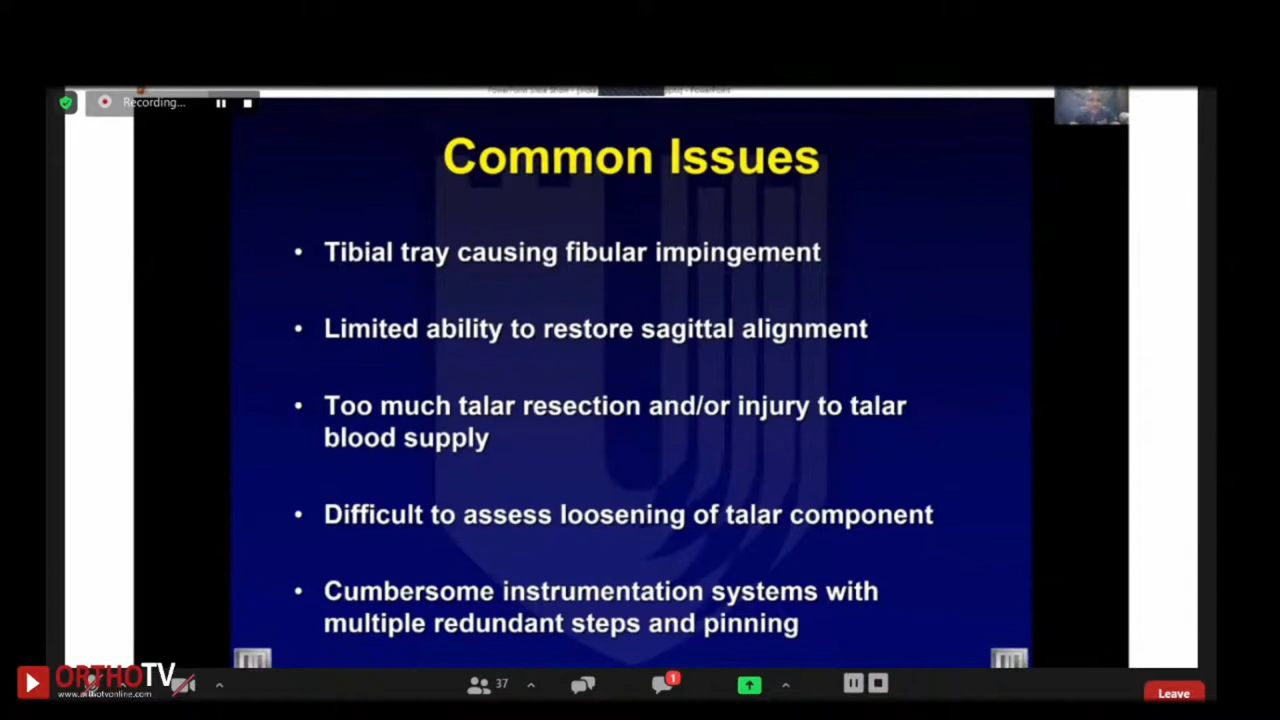 Recording...
Common Issues
• Tibial tray causing fibular impingement
• Limited ability to restore sagittal alignment
• Too much talar resection and/or injury to talar
blood supply
• Difficult to assess loosening of talar component
• Cumbersome instrumentation systems with
multiple redundant steps and pinning
ORTHOTV
www.orthotvonline.com
37
1
Leave